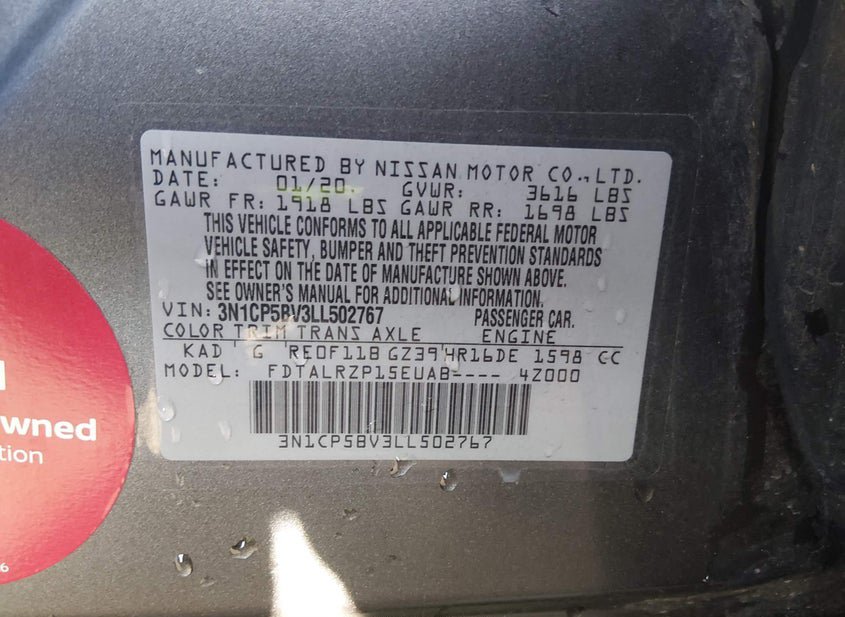 MANUFACTURED BY NISSAN MOTOR CO., LTD.
DATE: 01/20. GVWR: 3616 LBS
GAWR FR: 1918 LBS GAWR RR: 1698 LBS
THIS VEHICLE CONFORMS TO ALL APPLICABLE FEDERAL MOTOR
VEHICLE SAFETY, BUMPER AND THEFT PREVENTION STANDARDS
IN EFFECT ON THE DATE OF MANUFACTURE SHOWN ABOVE.
SEE OWNER'S MANUAL FOR ADDITIONAL INFORMATION.
VIN: 3N1CP5BV3LL502767 PASSENGER CAR.
COLOR TRIM TRANS AXLE ENGINE
KAD G RE0F11B GZ39 HR16DE 1598 CC
MODEL: FDTALRZP15EUAB---- 4Z000
3N1CP5BV3LL502767
wned
tion
6